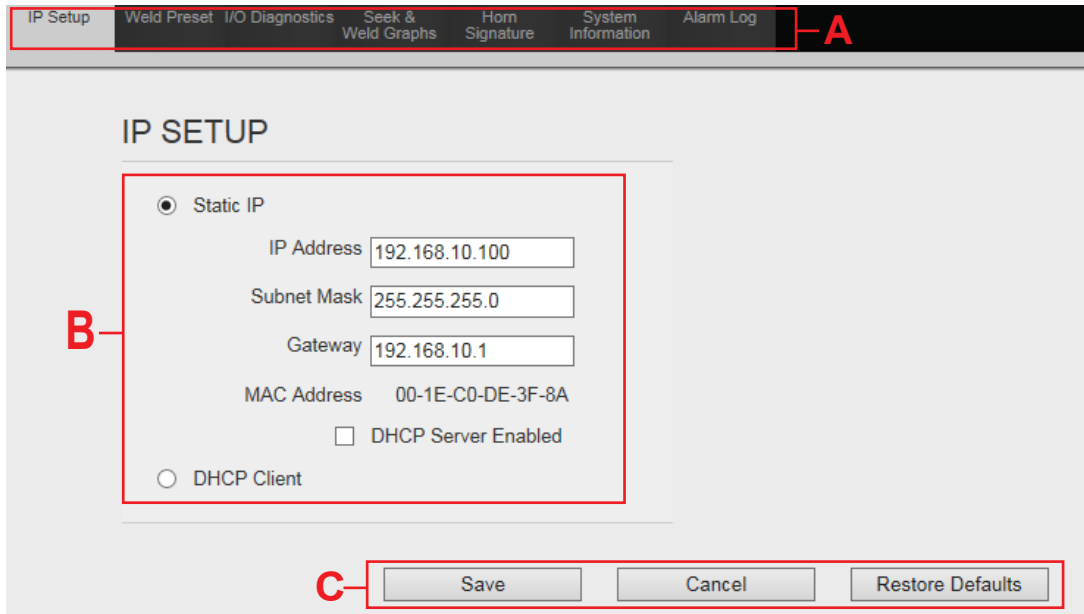 IP Setup Weld Preset I/O Diagnostics Seek & Weld Graphs Horn Signature System Information Alarm Log
A
IP SETUP
B
Static IP
IP Address 192.168.10.100
Subnet Mask 255.255.255.0
Gateway 192.168.10.1
MAC Address 00-1E-C0-DE-3F-8A
DHCP Server Enabled
DHCP Client
C
Save Cancel Restore Defaults